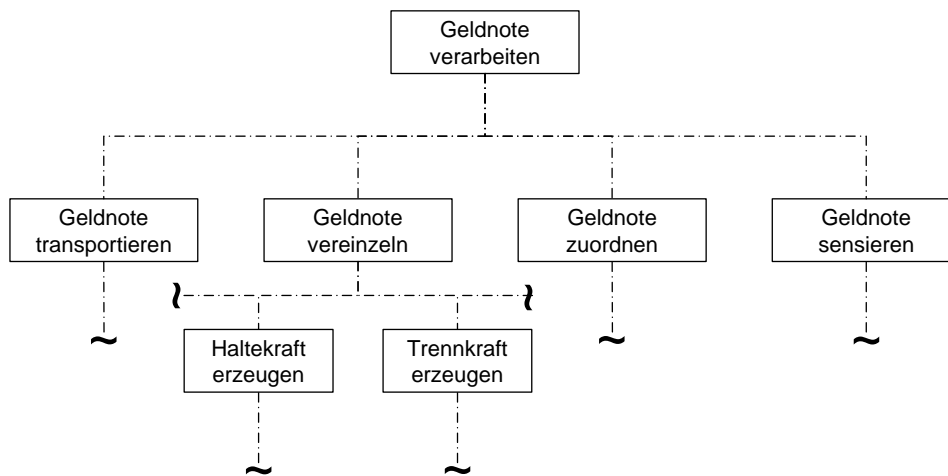 Geldnote
verarbeiten
Geldnote
transportieren
Geldnote
vereinzeln
Geldnote
zuordnen
Geldnote
sensieren
Haltekraft
erzeugen
Trennkraft
erzeugen